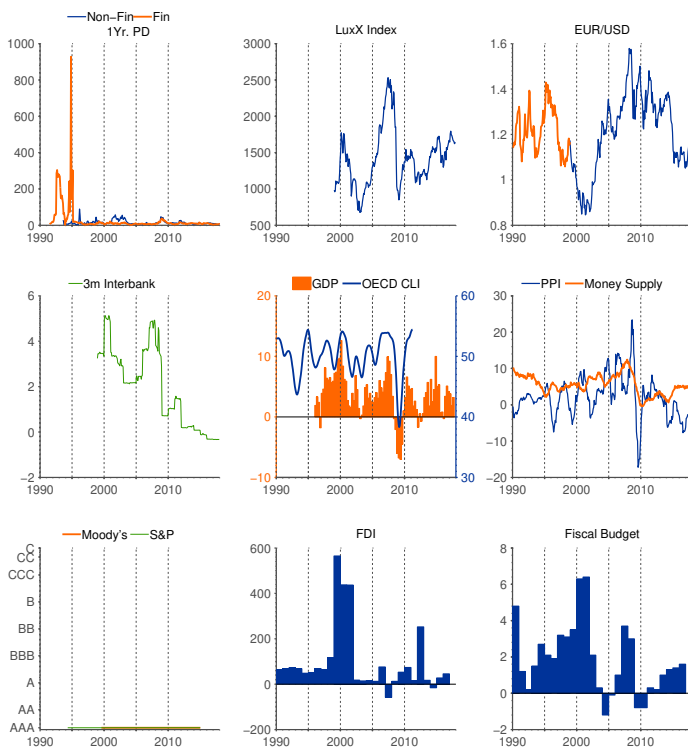 Non-Fin Fin
1Yr. PD
1000
800
600
400
200
0
1990 2000 2010
LuxX Index
3000
2500
2000
1500
1000
500
1990 2000 2010
EUR/USD
1.6
1.4
1.2
1
0.8
1990 2000 2010
3m Interbank
6
4
2
0
−2
1990 2000 2010
GDP OECD CLI
20 60
10 50
0 40
−10 30
1990 2000 2010
PPI Money Supply
30
20
10
0
−10
−20
1990 2000 2010
Moody's S&P
C
CC
CCC
B
BB
BBB
A
AA
AAA
1990 2000 2010
FDI
600
400
200
0
−200
1990 2000 2010
Fiscal Budget
8
6
4
2
0
−2
1990 2000 2010